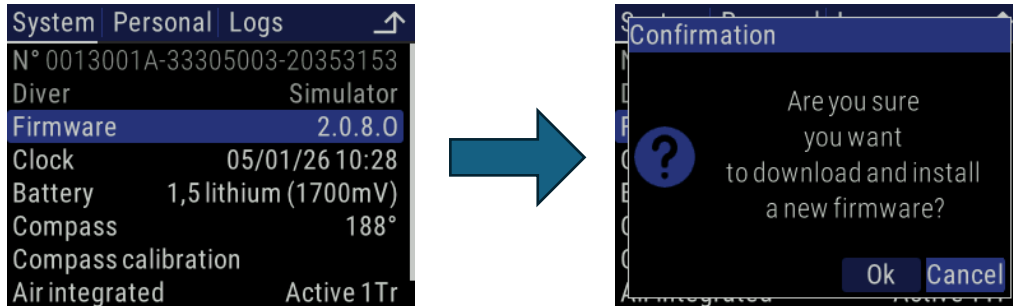 System Personal Logs
N° 0013001A-33305003-20353153
Diver Simulator
Firmware 2.0.8.O
Clock 05/01/26 10:28
Battery 1,5 lithium (1700mV)
Compass 188°
Compass calibration
Air integrated Active 1Tr
Confirmation
Are you sure
you want
to download and install
a new firmware?
Ok Cancel